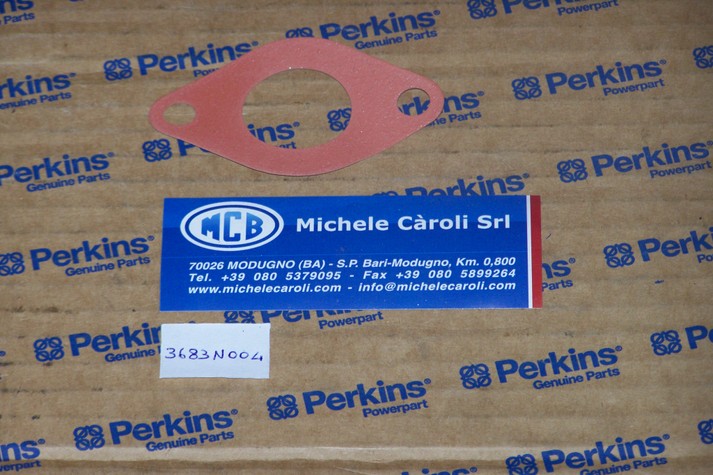 Perkins®
Powerpart
Perkins®
Genuine Parts
Perkins®
Genuine Parts
Perkins®
Powerpart
Perkins
Genuine Parts
Perkins®
Powerpart
Perkins®
Genuine Parts
MCB
Michele Càroli Srl
70026 MODUGNO (BA) - S.P. Bari-Modugno, Km. 0,800
Tel. +39 080 5379095 - Fax +39 080 5899264
www.michelecaroli.com - info@michelecaroli.com
Perkins®
Genuine Parts
Powerpart
3683N004
Perkins
Genuine
Perkins®
Powerpart
Perkins®
Genuine Parts
Perkins®
Powerpart
Perkins®
Genuine Parts
Perkins®
Powerpart